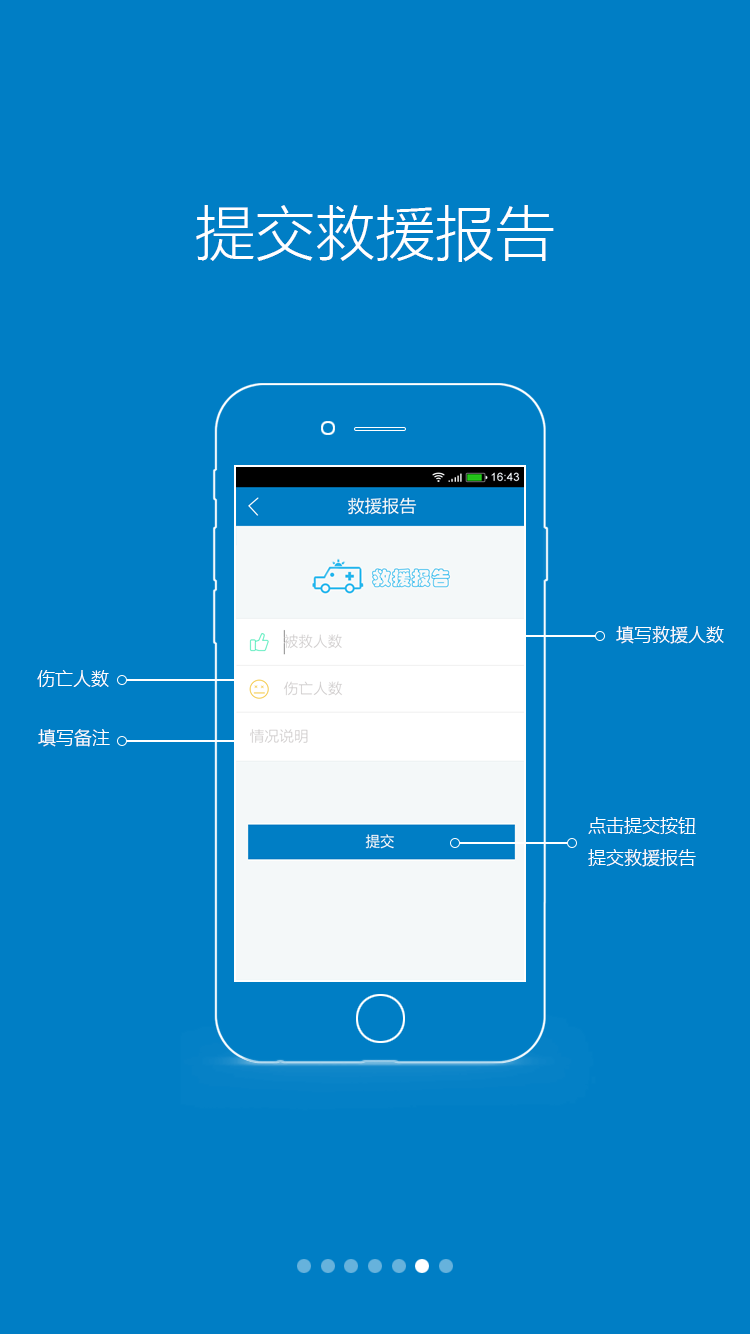 提交救援报告
16:43
救援报告
救援报告
被救人数
填写救援人数
伤亡人数
伤亡人数
填写备注
情况说明
提交
点击提交按钮
提交救援报告